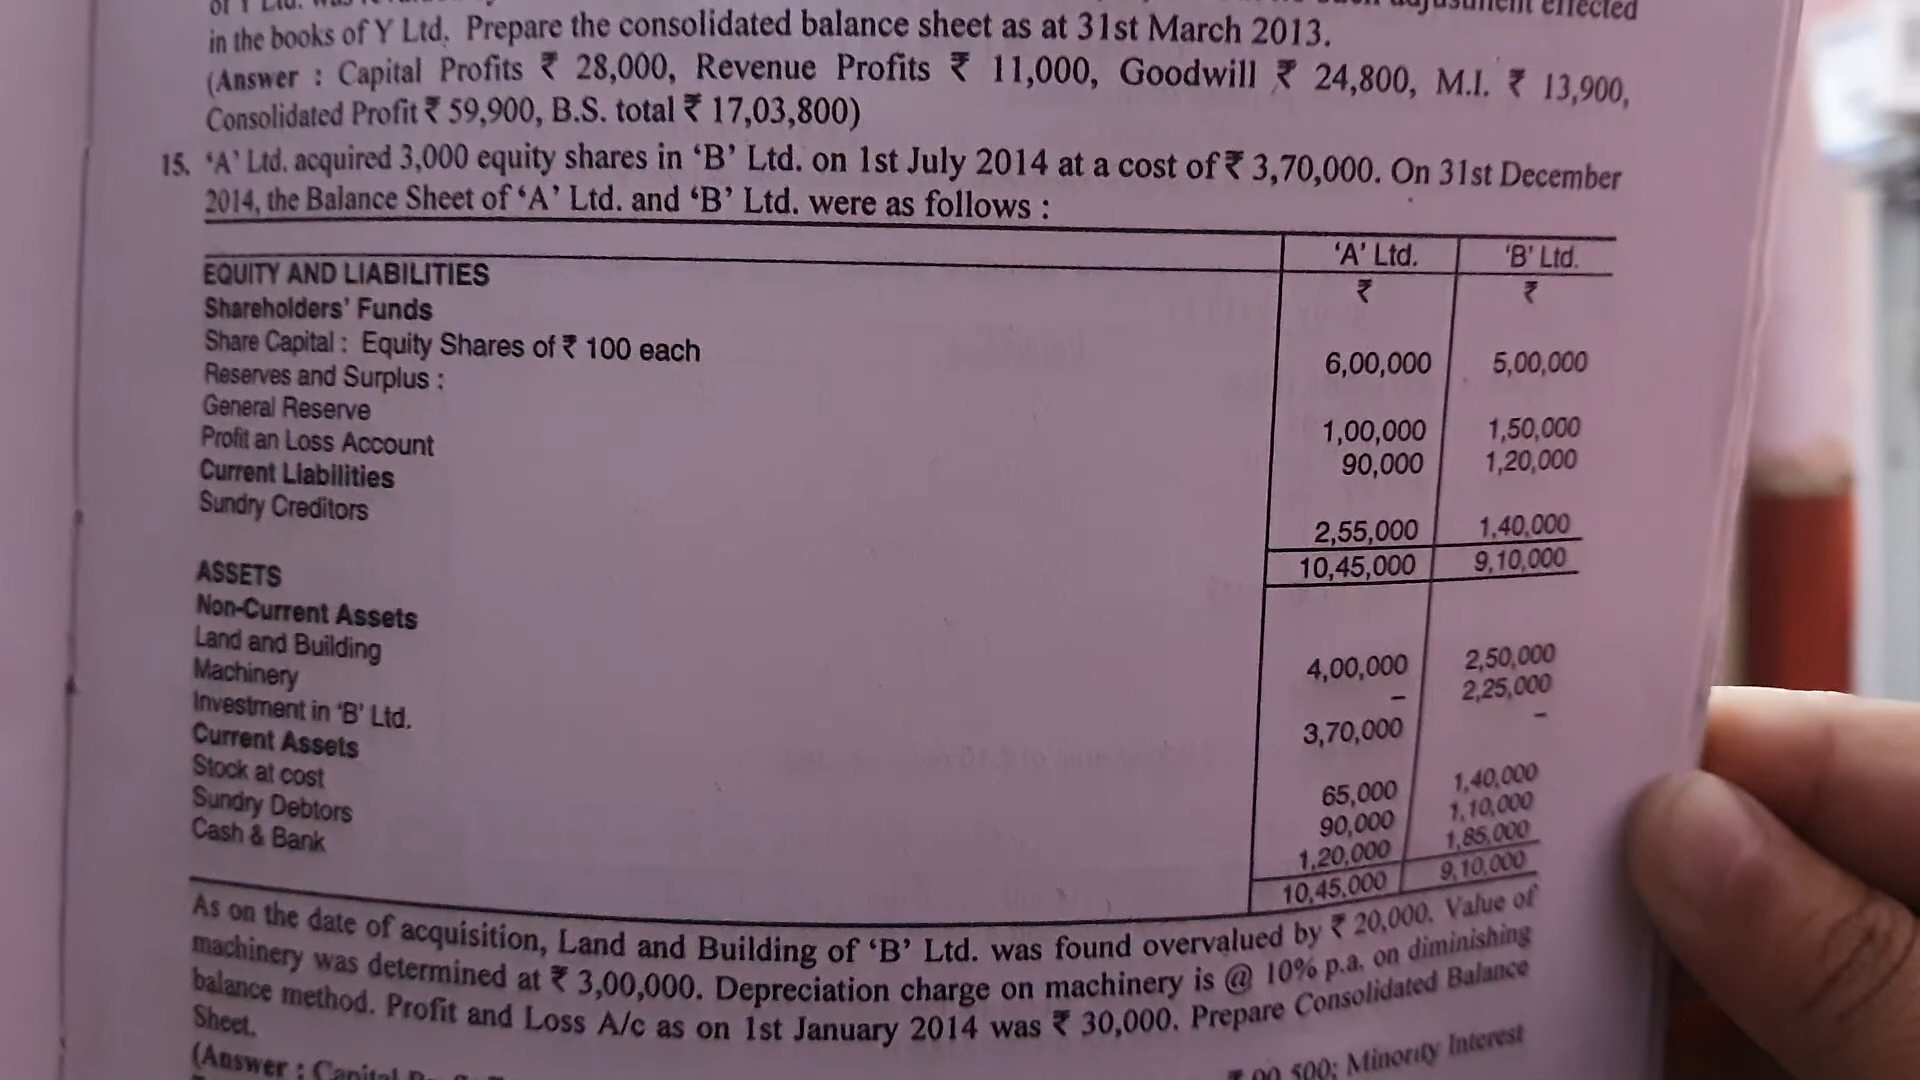 of Y Ltd. was
effected
in the books of Y Ltd. Prepare the consolidated balance sheet as at 31st March 2013.
(Answer : Capital Profits ₹ 28,000, Revenue Profits ₹ 11,000, Goodwill ₹ 24,800, M.I. ₹ 13,900,
Consolidated Profit ₹ 59,900, B.S. total ₹ 17,03,800)
15. ‘A’ Ltd. acquired 3,000 equity shares in ‘B’ Ltd. on 1st July 2014 at a cost of ₹ 3,70,000. On 31st December
2014, the Balance Sheet of ‘A’ Ltd. and ‘B’ Ltd. were as follows :
‘A’ Ltd. ‘B’ Ltd.
EQUITY AND LIABILITIES ₹ ₹
Shareholders’ Funds
Share Capital : Equity Shares of ₹ 100 each 6,00,000 5,00,000
Reserves and Surplus :
General Reserve 1,00,000 1,50,000
Profit an Loss Account 90,000 1,20,000
Current Liabilities
Sundry Creditors 2,55,000 1,40,000
10,45,000 9,10,000
ASSETS
Non-Current Assets
Land and Building 4,00,000 2,50,000
Machinery – 2,25,000
Investment in ‘B’ Ltd. 3,70,000 –
Current Assets
Stock at cost 65,000 1,40,000
Sundry Debtors 90,000 1,10,000
Cash & Bank 1,20,000 1,85,000
10,45,000 9,10,000
As on the date of acquisition, Land and Building of ‘B’ Ltd. was found overvalued by ₹ 20,000. Value of
machinery was determined at ₹ 3,00,000. Depreciation charge on machinery is @ 10% p.a. on diminishing
balance method. Profit and Loss A/c as on 1st January 2014 was ₹ 30,000. Prepare Consolidated Balance
Sheet.
(Answer : Capital 500; Minority Interest